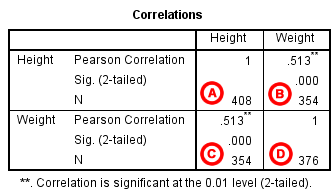 Correlations
Height Weight
Height Pearson Correlation 1 .513**
Sig. (2-tailed) .000
N A 408 B 354
Weight Pearson Correlation .513** 1
Sig. (2-tailed) .000
N C 354 D 376
**. Correlation is significant at the 0.01 level (2-tailed).